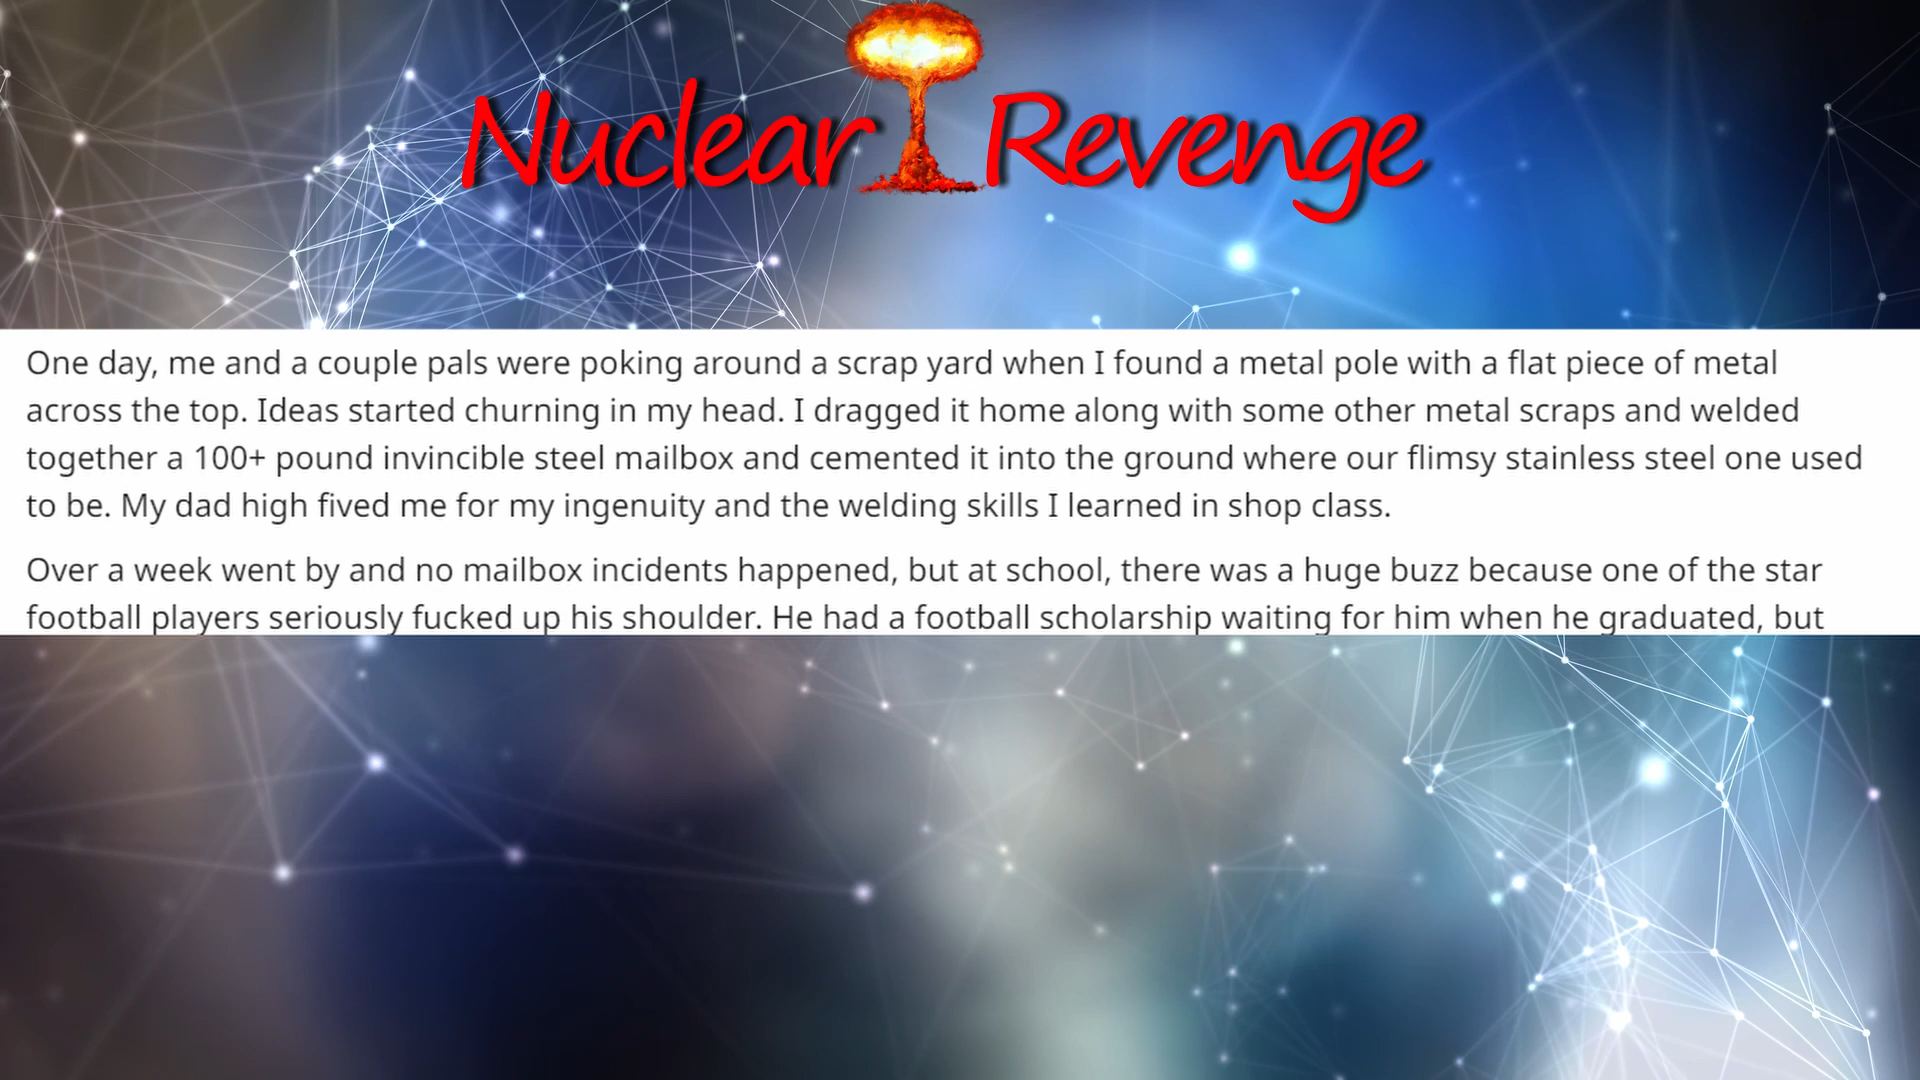 Nuclear Revenge
One day, me and a couple pals were poking around a scrap yard when I found a metal pole with a flat piece of metal
across the top. Ideas started churning in my head. I dragged it home along with some other metal scraps and welded
together a 100+ pound invincible steel mailbox and cemented it into the ground where our flimsy stainless steel one used
to be. My dad high fived me for my ingenuity and the welding skills I learned in shop class.
Over a week went by and no mailbox incidents happened, but at school, there was a huge buzz because one of the star
football players seriously fucked up his shoulder. He had a football scholarship waiting for him when he graduated, but